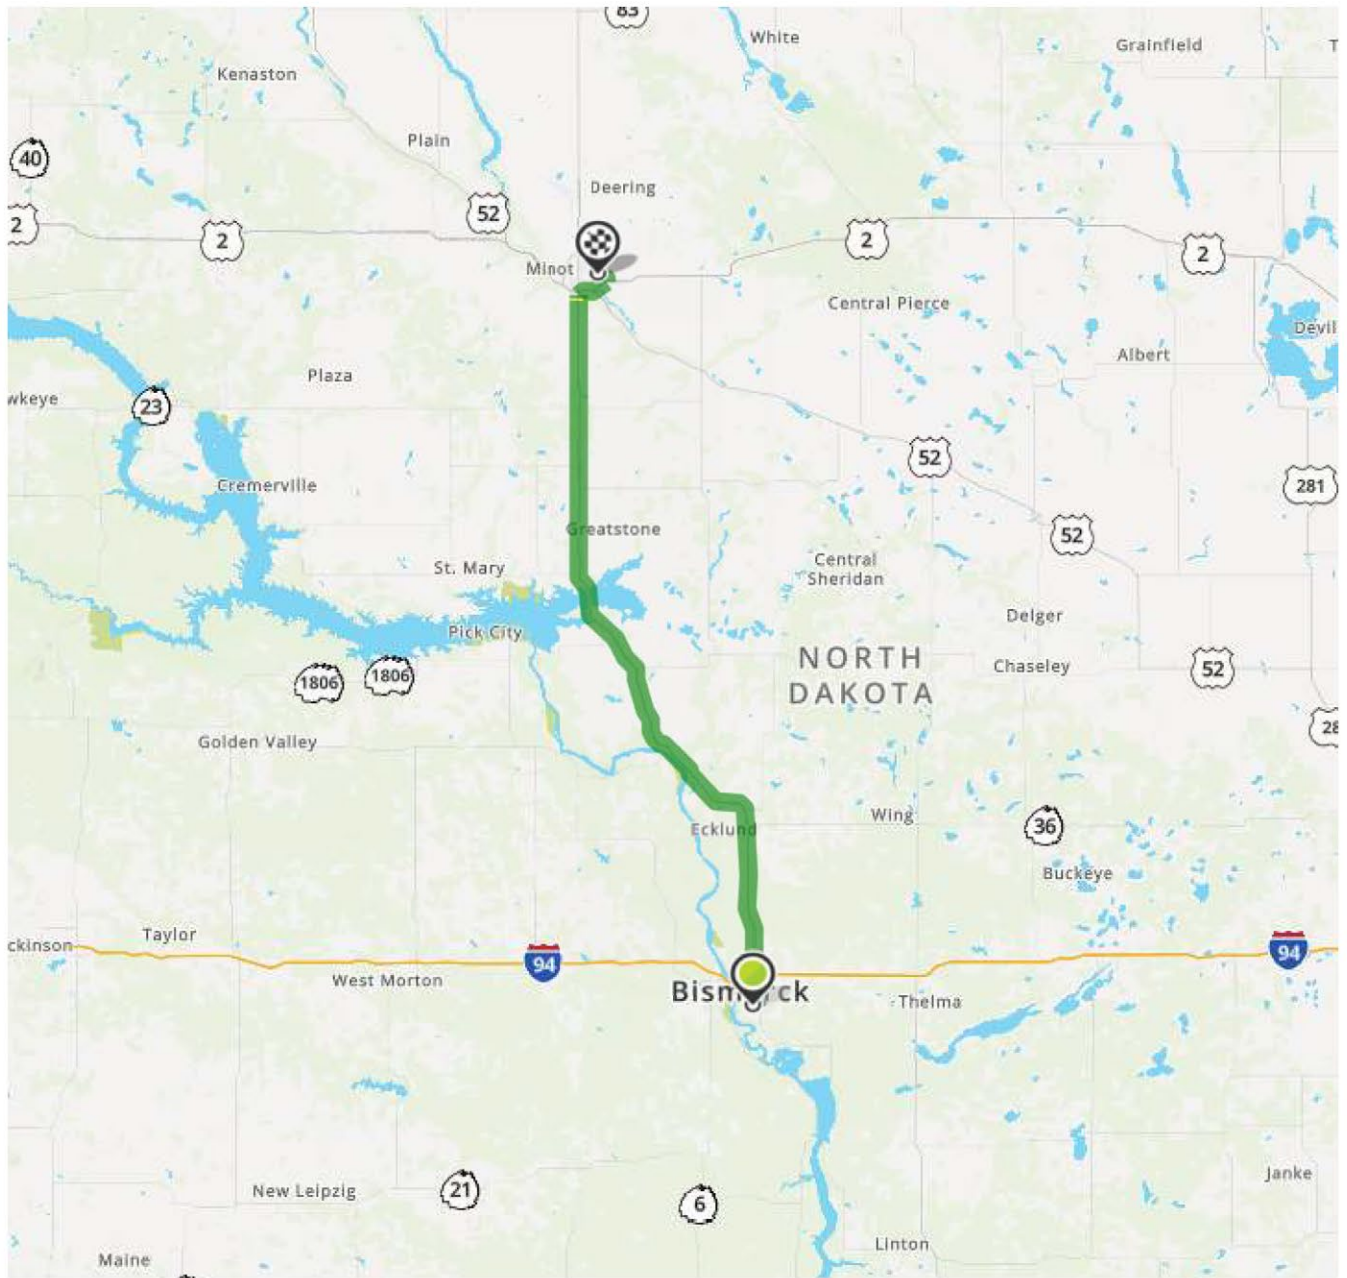 83
White
Grainfield
T
Kenaston
Plain
40
Deering
52
2
2
2
2
Minot
Central Pierce
Devil
Albert
Plaza
wkeye
23
52
281
Cremerville
Greatstone
52
St. Mary
Central
Sheridan
Delger
Pick City
NORTH
DAKOTA
Chaseley
52
1806
1806
28
Golden Valley
Wing
36
Ecklund
Buckeye
Taylor
ckinson
94
94
West Morton
Bismarck
Thelma
New Leipzig
21
6
Janke
Linton
Maine